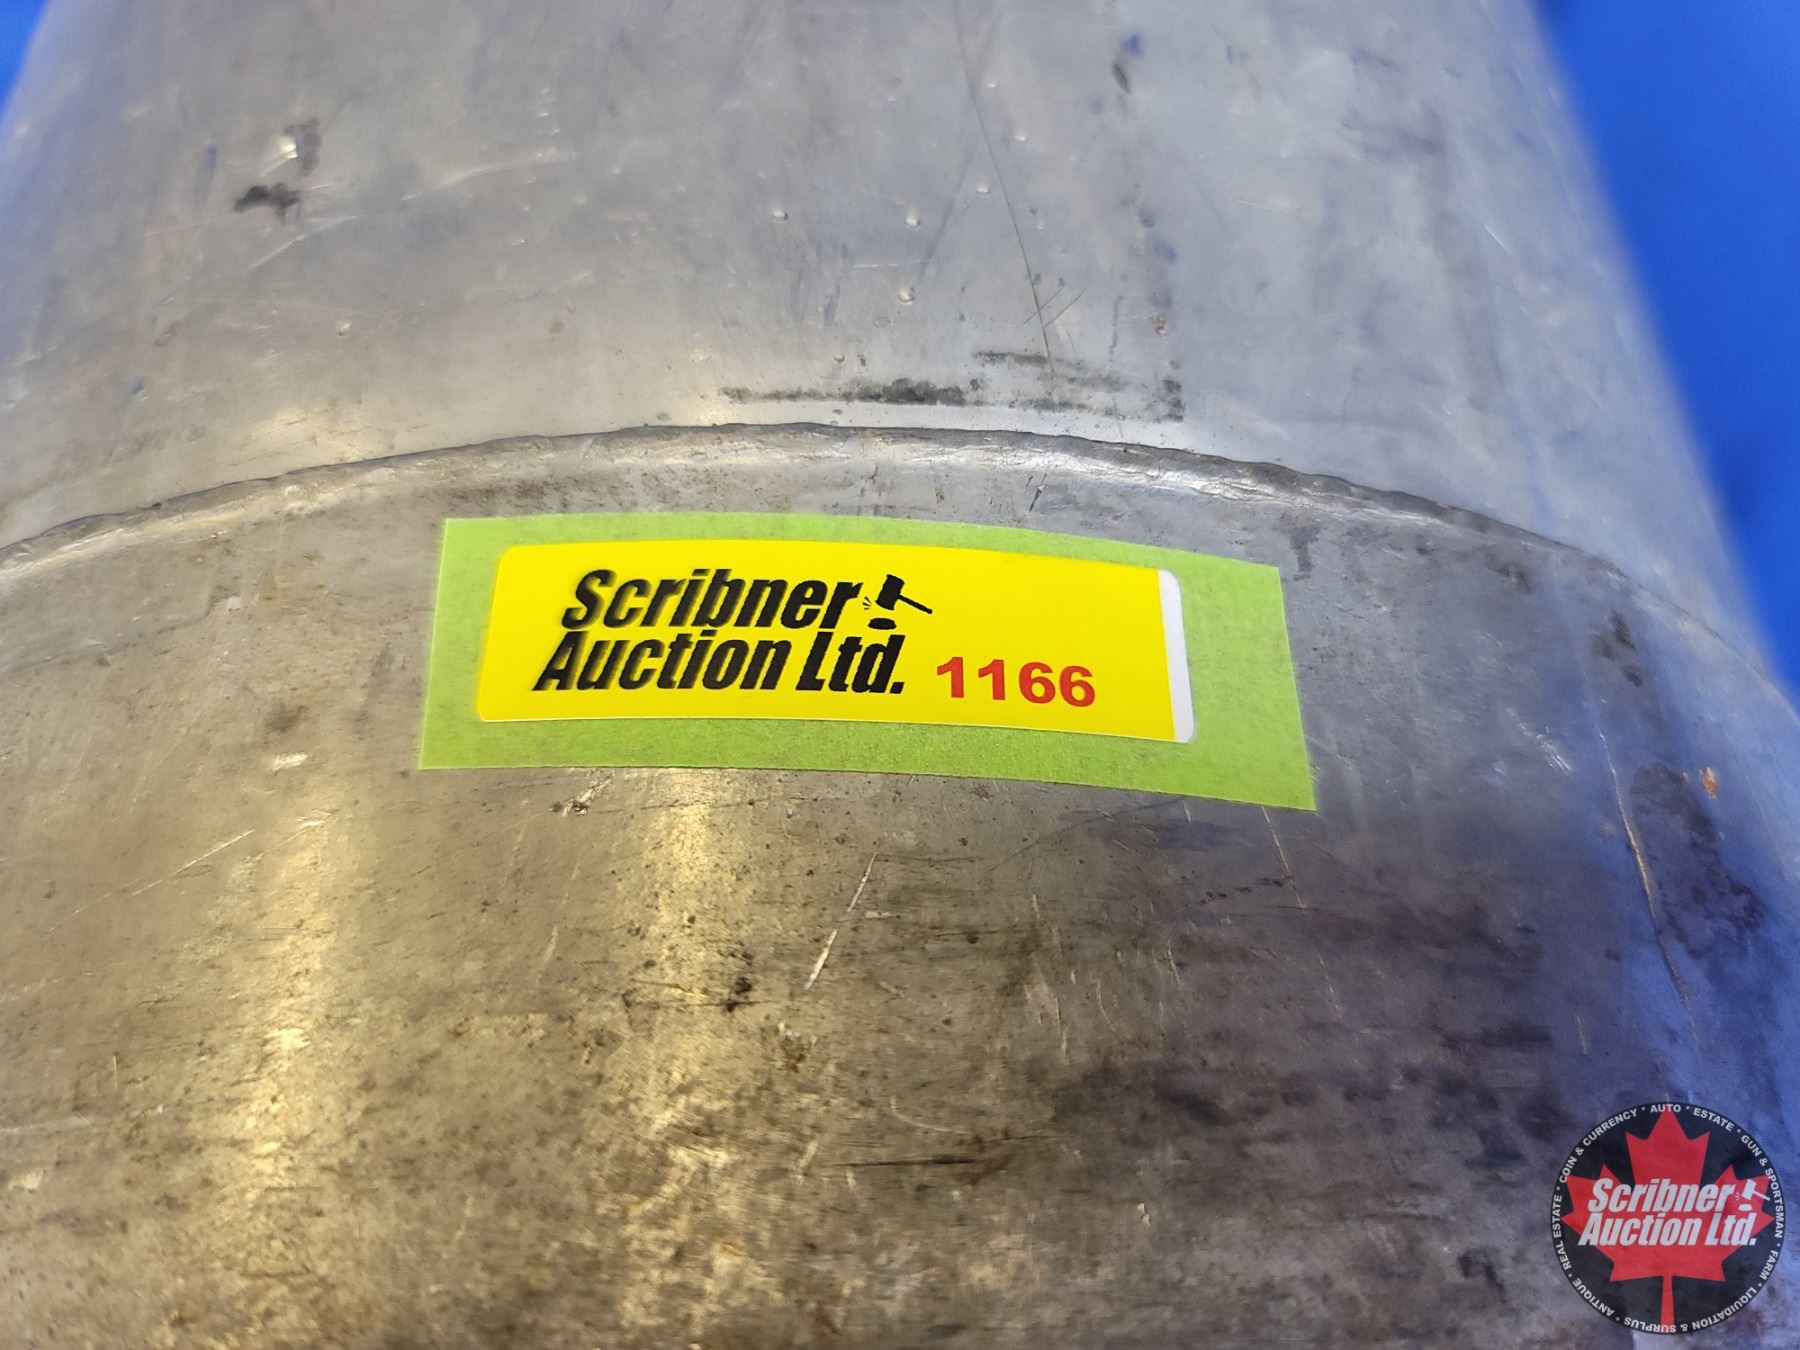 Scribner
Auction Ltd. 1166
COIN & CURRENCY * AUTO * ESTATE * GUN & SPORTSMAN * FARM * LIQUIDATION & SURPLUS * ANTIQUE * REAL ESTATE *
Scribner
Auction Ltd.